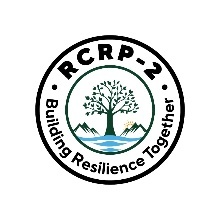 • RCRP-2 •
Building Resilience Together